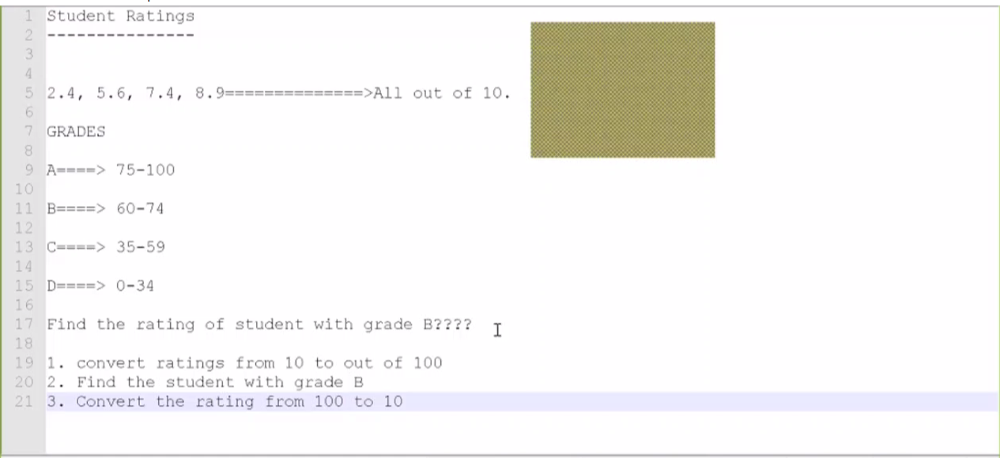 1 Student Ratings
2 ---------------
3
4
5 2.4, 5.6, 7.4, 8.9==============>All out of 10.
6
7 GRADES
8
9 A====> 75-100
10
11 B====> 60-74
12
13 C====> 35-59
14
15 D====> 0-34
16
17 Find the rating of student with grade B????
18
19 1. convert ratings from 10 to out of 100
20 2. Find the student with grade B
21 3. Convert the rating from 100 to 10